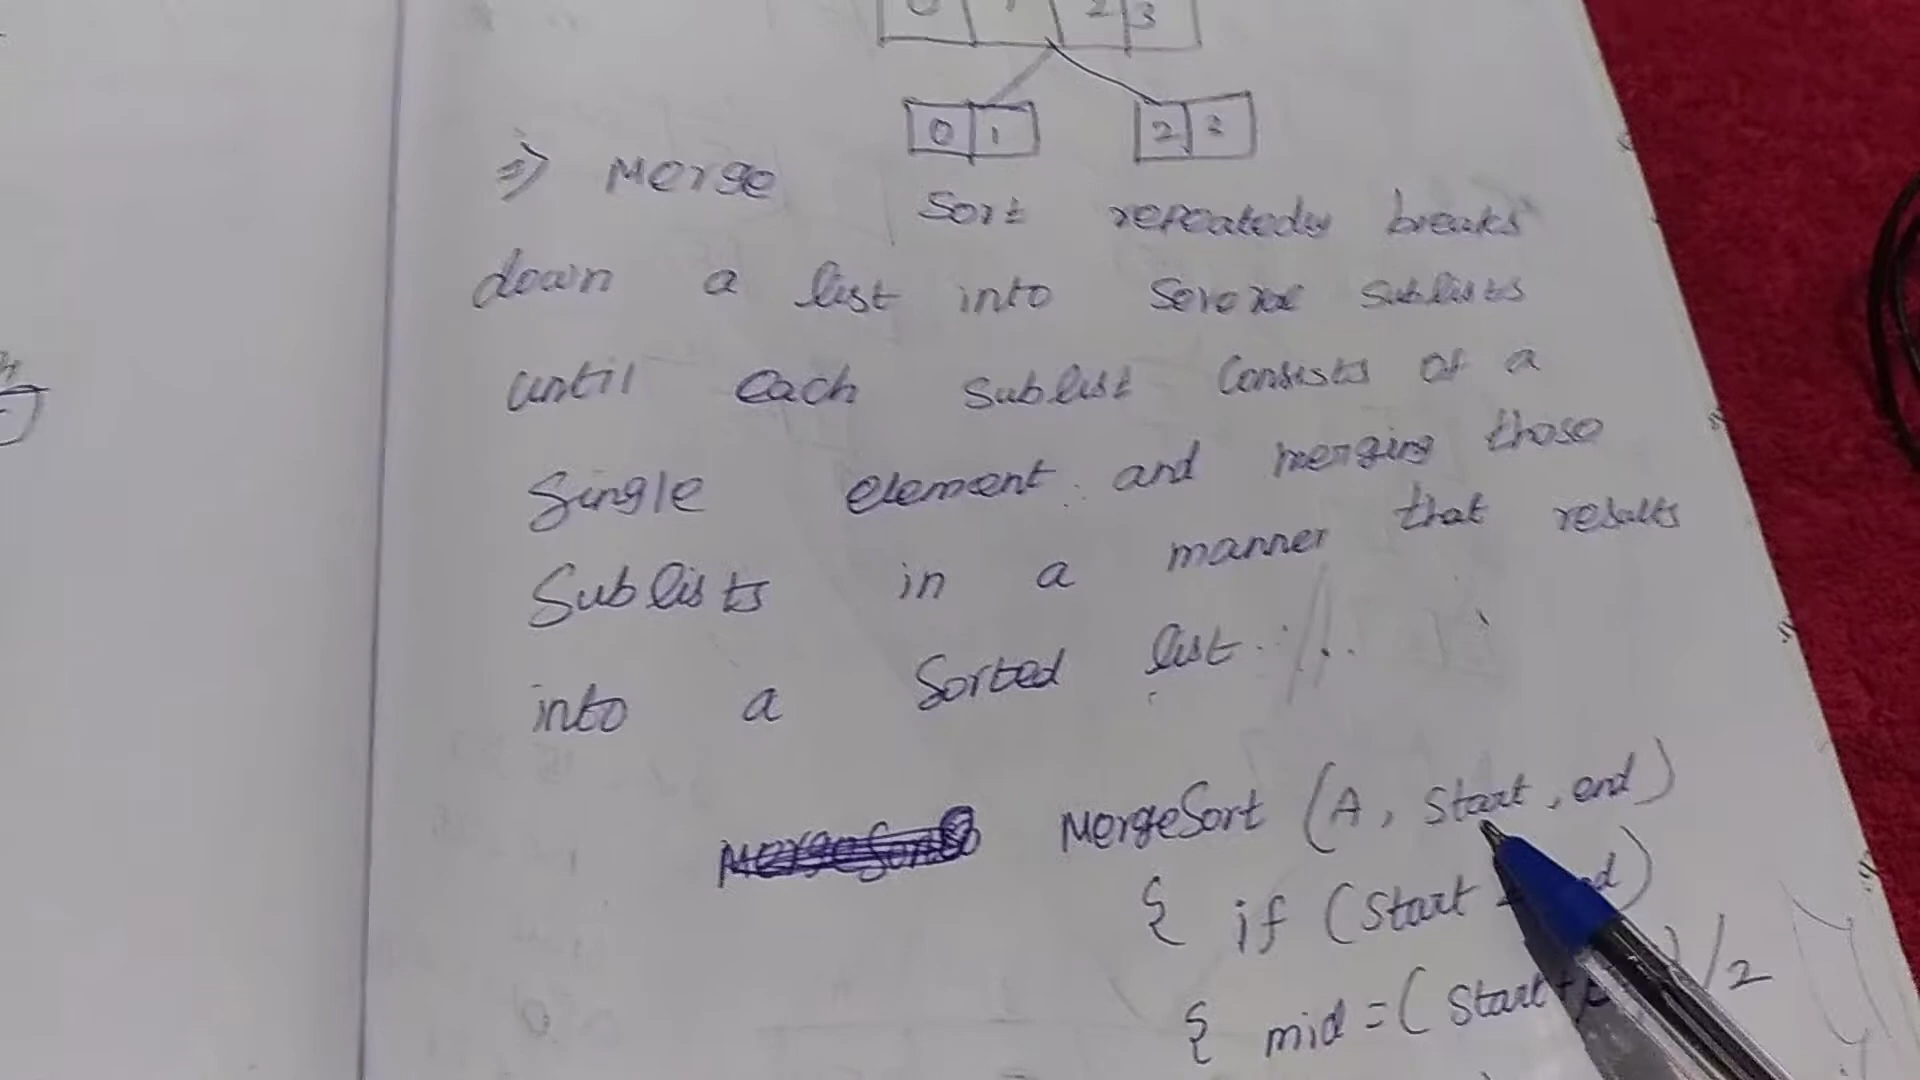 0 1 2 3
0 1 2 3
⇒ Merge Sort repeatedly breaks
down a list into several sublists
until each sublist consists of a
Single element. and merging those
Sublists in a manner that results
into a Sorted list.
MergeSort (A, Start, end)
{ if (Start
{ mid = ( Start + ) / 2